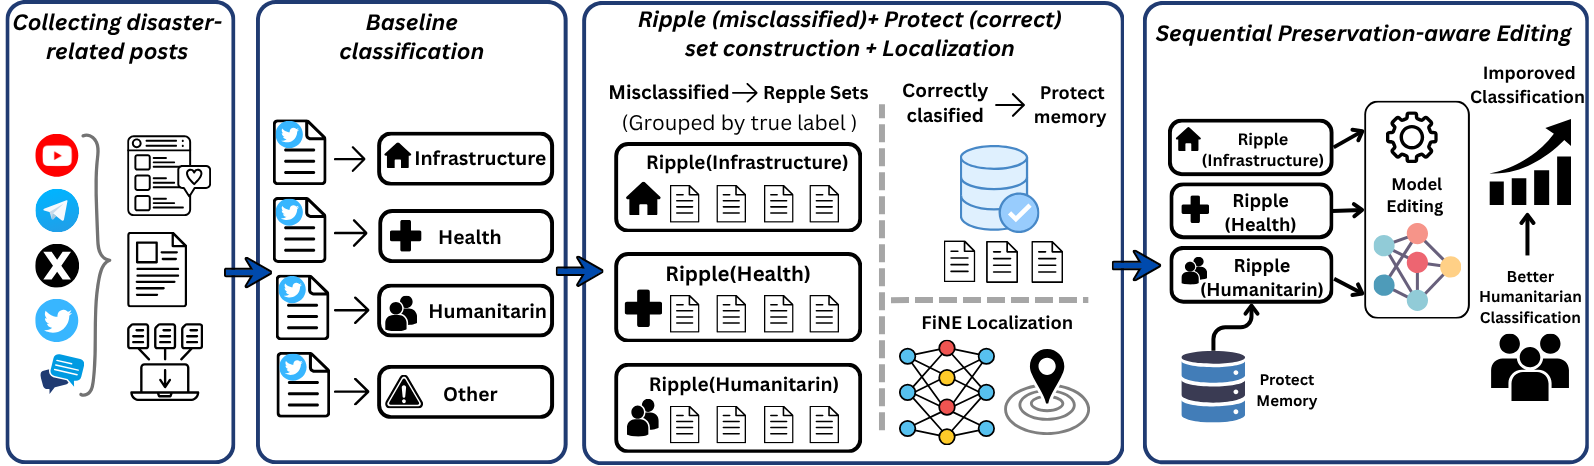 Collecting disaster-
related posts
Baseline
classification
Infrastructure
Health
Humanitarin
Other
Ripple (misclassified)+ Protect (correct)
set construction + Localization
Misclassified
Repple Sets
(Grouped by true label )
Ripple(Infrastructure)
Ripple(Health)
Ripple(Humanitarin)
Correctly
clasified
Protect
memory
FiNE Localization
Sequential Preservation-aware Editing
Ripple
(Infrastructure)
Ripple
(Health)
Ripple
(Humanitarin)
Protect
Memory
Model
Editing
Imporoved
Classification
Better
Humanitarian
Classification